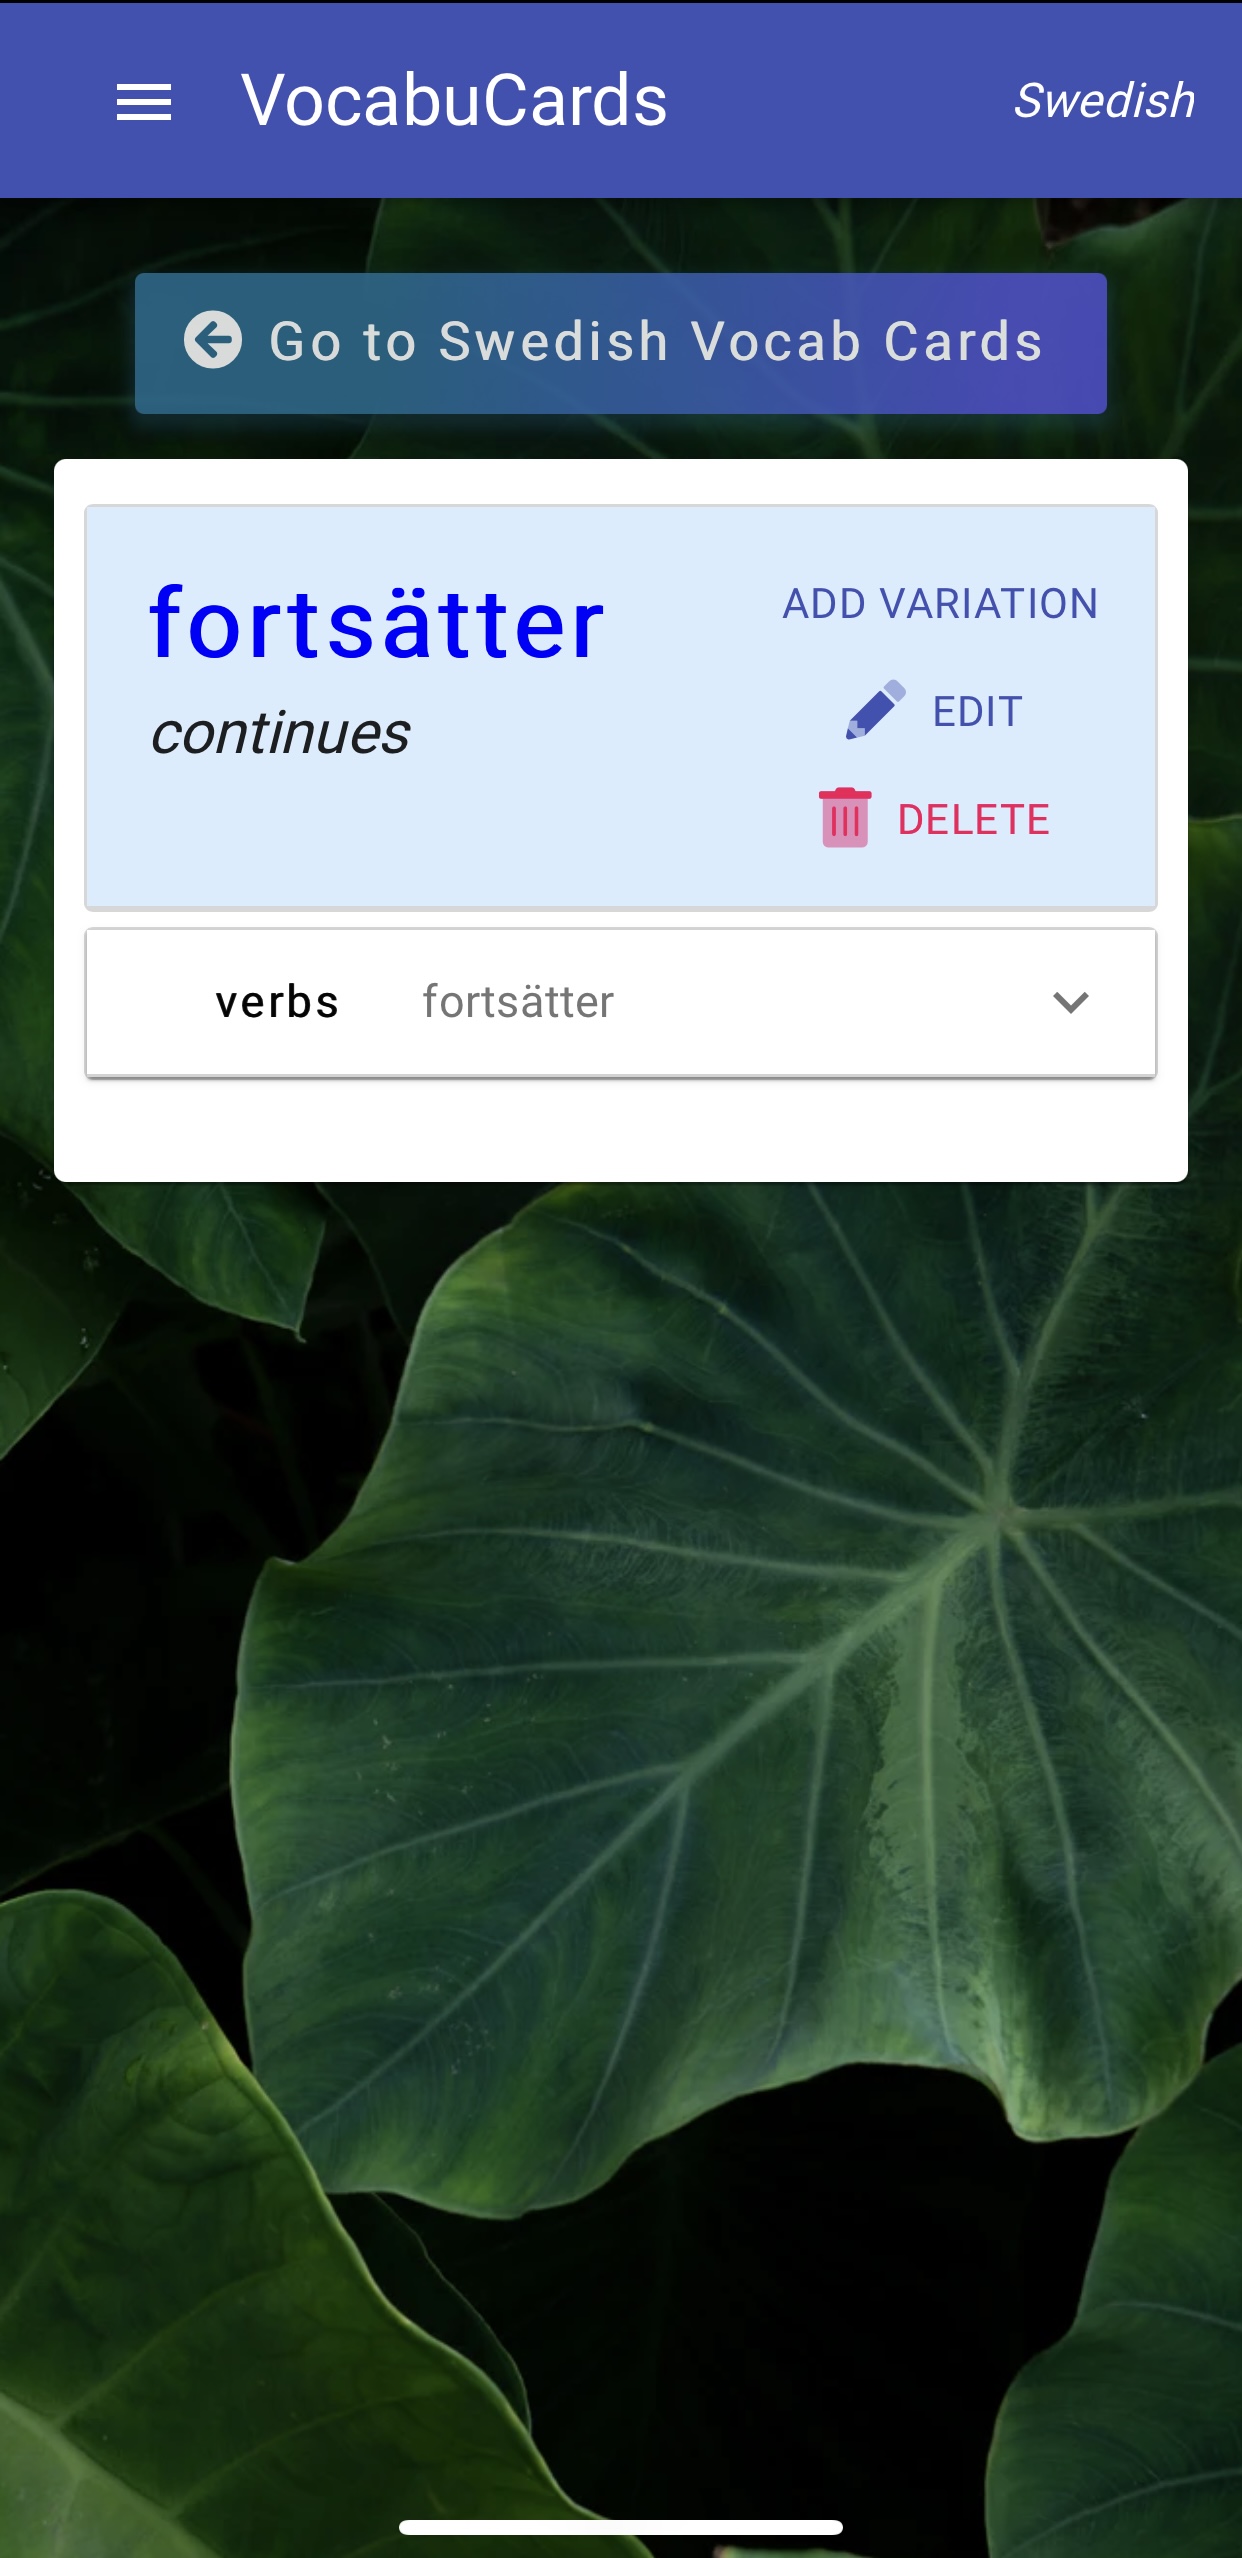 VocabuCards
Swedish
Go to Swedish Vocab Cards
fortsätter
continues
ADD VARIATION
EDIT
DELETE
verbs fortsätter